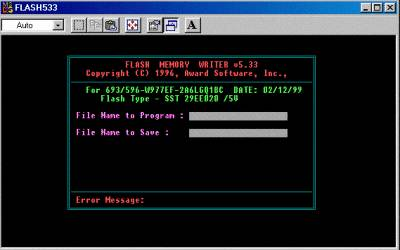 FLASH533
Auto
A
FLASH MEMORY WRITER v5.33
Copyright (C) 1996, Award Software, Inc.,
For 693/596-W977EF-2A6LGQ1BC DATE: 02/12/99
Flash Type - SST 29EE020 /5V
File Name to Program :
File Name to Save :
Error Message: